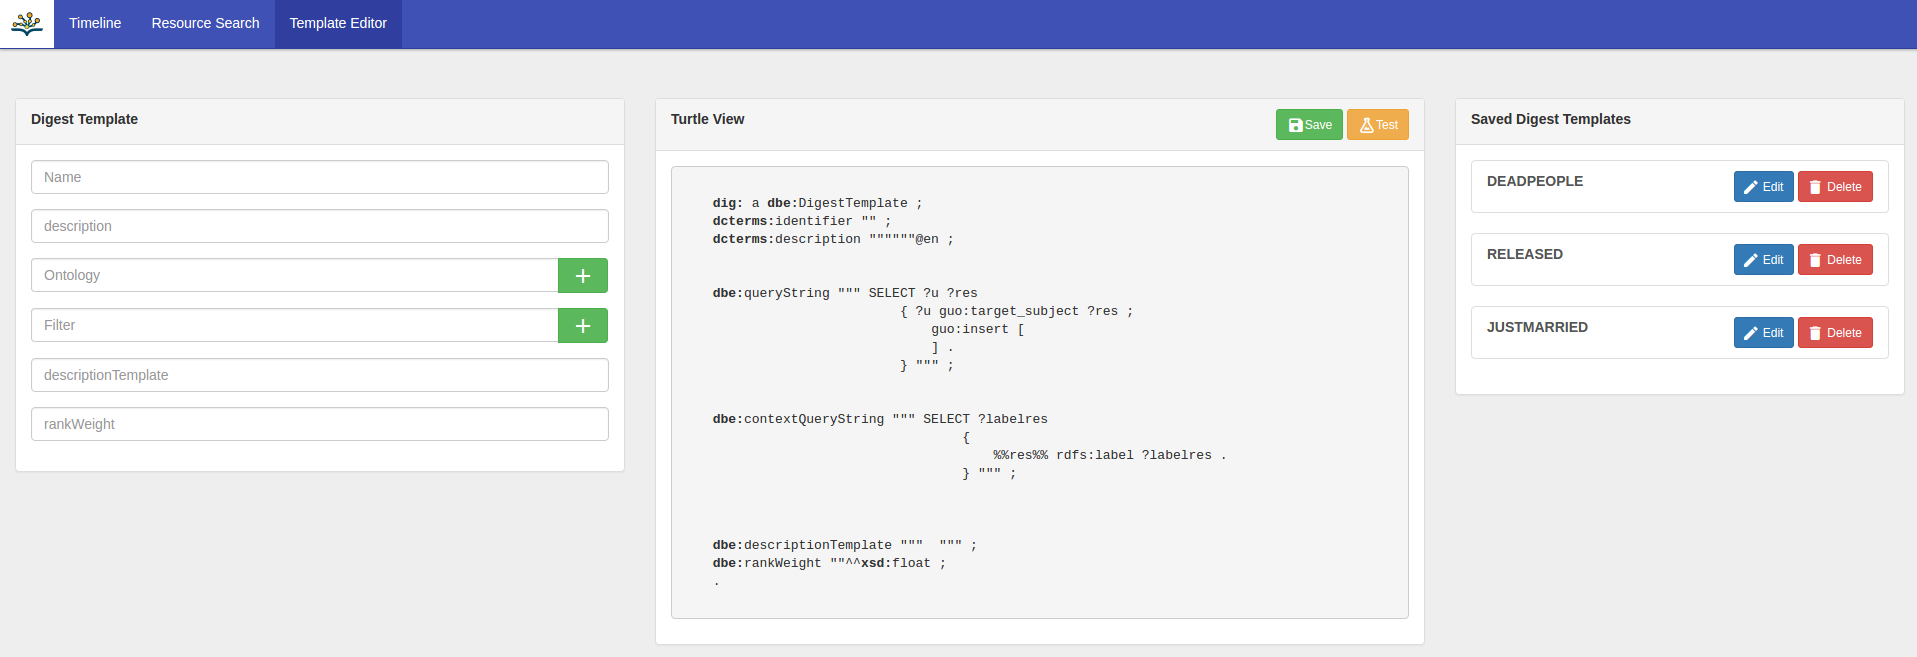 Timeline Resource Search Template Editor
Digest Template
Name
description
Ontology
Filter
descriptionTemplate
rankWeight
Turtle View
Save Test
dig: a dbe:DigestTemplate ;
dcterms:identifier "" ;
dcterms:description """"""@en ;
dbe:queryString """ SELECT ?u ?res
{ ?u guo:target_subject ?res ;
guo:insert [
] .
} """ ;
dbe:contextQueryString """ SELECT ?labelres
{
%%res%% rdfs:label ?labelres .
} """ ;
dbe:descriptionTemplate """  """ ;
dbe:rankWeight ""^^xsd:float ;
.
Saved Digest Templates
DEADPEOPLE Edit Delete
RELEASED Edit Delete
JUSTMARRIED Edit Delete